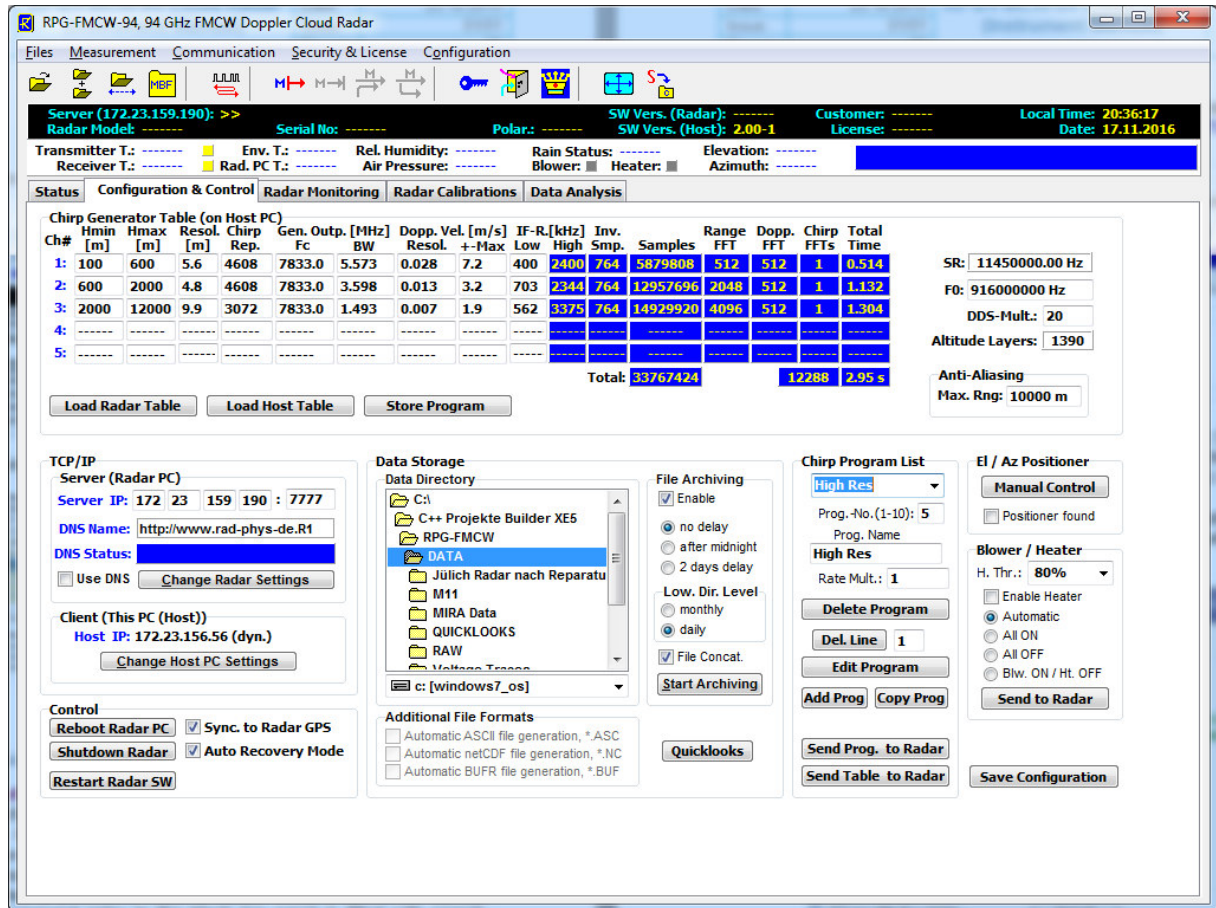 RPG-FMCW-94, 94 GHz FMCW Doppler Cloud Radar
Files Measurement Communication Security & License Configuration
MBF M M M M S
Server (172.23.159.190): >> SW Vers. (Radar): ------- Customer: ------- Local Time: 20:36:17
Radar Model: ------- Serial No: ------- Polar.: ------- SW Vers. (Host): 2.00-1 License: ------- Date: 17.11.2016
Transmitter T.: ------- Env. T.: ------- Rel. Humidity: ------- Rain Status: ------- Elevation: -------
Receiver T.: ------- Rad. PC T.: ------- Air Pressure: ------- Blower: Heater: Azimuth: -------
Status Configuration & Control Radar Monitoring Radar Calibrations Data Analysis
Chirp Generator Table (on Host PC)
Hmin Hmax Resol. Chirp Gen. Outp. [MHz] Dopp. Vel. [m/s] IF-R.[kHz] Inv. Range Dopp. Chirp Total
Ch# [m] [m] [m] Rep. Fc BW Resol. +-Max Low High Smp. Samples FFT FFT FFTs Time
1: 100 600 5.6 4608 7833.0 5.573 0.028 7.2 400 2400 764 5879808 512 512 1 0.514
2: 600 2000 4.8 4608 7833.0 3.598 0.013 3.2 703 2344 764 12957696 2048 512 1 1.132
3: 2000 12000 9.9 3072 7833.0 1.493 0.007 1.9 562 3375 764 14929920 4096 512 1 1.304
4: ------ ------ ------ ------ ------ ------ ------ ------ ----- ----- ----- ------ ------ ------ ------ ------
5: ------ ------ ------ ------ ------ ------ ------ ------ ----- ----- ----- ------ ------ ------ ------ ------
Total: 33767424 12288 2.95 s
SR: 11450000.00 Hz
F0: 916000000 Hz
DDS-Mult.: 20
Altitude Layers: 1390
Anti-Aliasing
Max. Rng: 10000 m
Load Radar Table Load Host Table Store Program
TCP/IP
Server (Radar PC)
Server IP: 172 23 159 190 : 7777
DNS Name: http://www.rad-phys-de.R1
DNS Status:
Use DNS Change Radar Settings
Client (This PC (Host))
Host IP: 172.23.156.56 (dyn.)
Change Host PC Settings
Control
Reboot Radar PC Sync. to Radar GPS
Shutdown Radar Auto Recovery Mode
Restart Radar SW
Data Storage
Data Directory
C:\
C++ Projekte Builder XE5
RPG-FMCW
DATA
Jülich Radar nach Reparatu
M11
MIRA Data
QUICKLOOKS
RAW
Voltage Traces
c: [windows7_os]
Additional File Formats
Automatic ASCII file generation, *.ASC
Automatic netCDF file generation, *.NC
Automatic BUFR file generation, *.BUF
File Archiving
Enable
no delay
after midnight
2 days delay
Low. Dir. Level
monthly
daily
File Concat.
Start Archiving
Quicklooks
Chirp Program List
High Res
Prog.-No.(1-10): 5
Prog. Name
High Res
Rate Mult.: 1
Delete Program
Del. Line 1
Edit Program
Add Prog Copy Prog
Send Prog. to Radar
Send Table to Radar
El / Az Positioner
Manual Control
Positioner found
Blower / Heater
H. Thr.: 80%
Enable Heater
Automatic
All ON
All OFF
Blw. ON / Ht. OFF
Send to Radar
Save Configuration